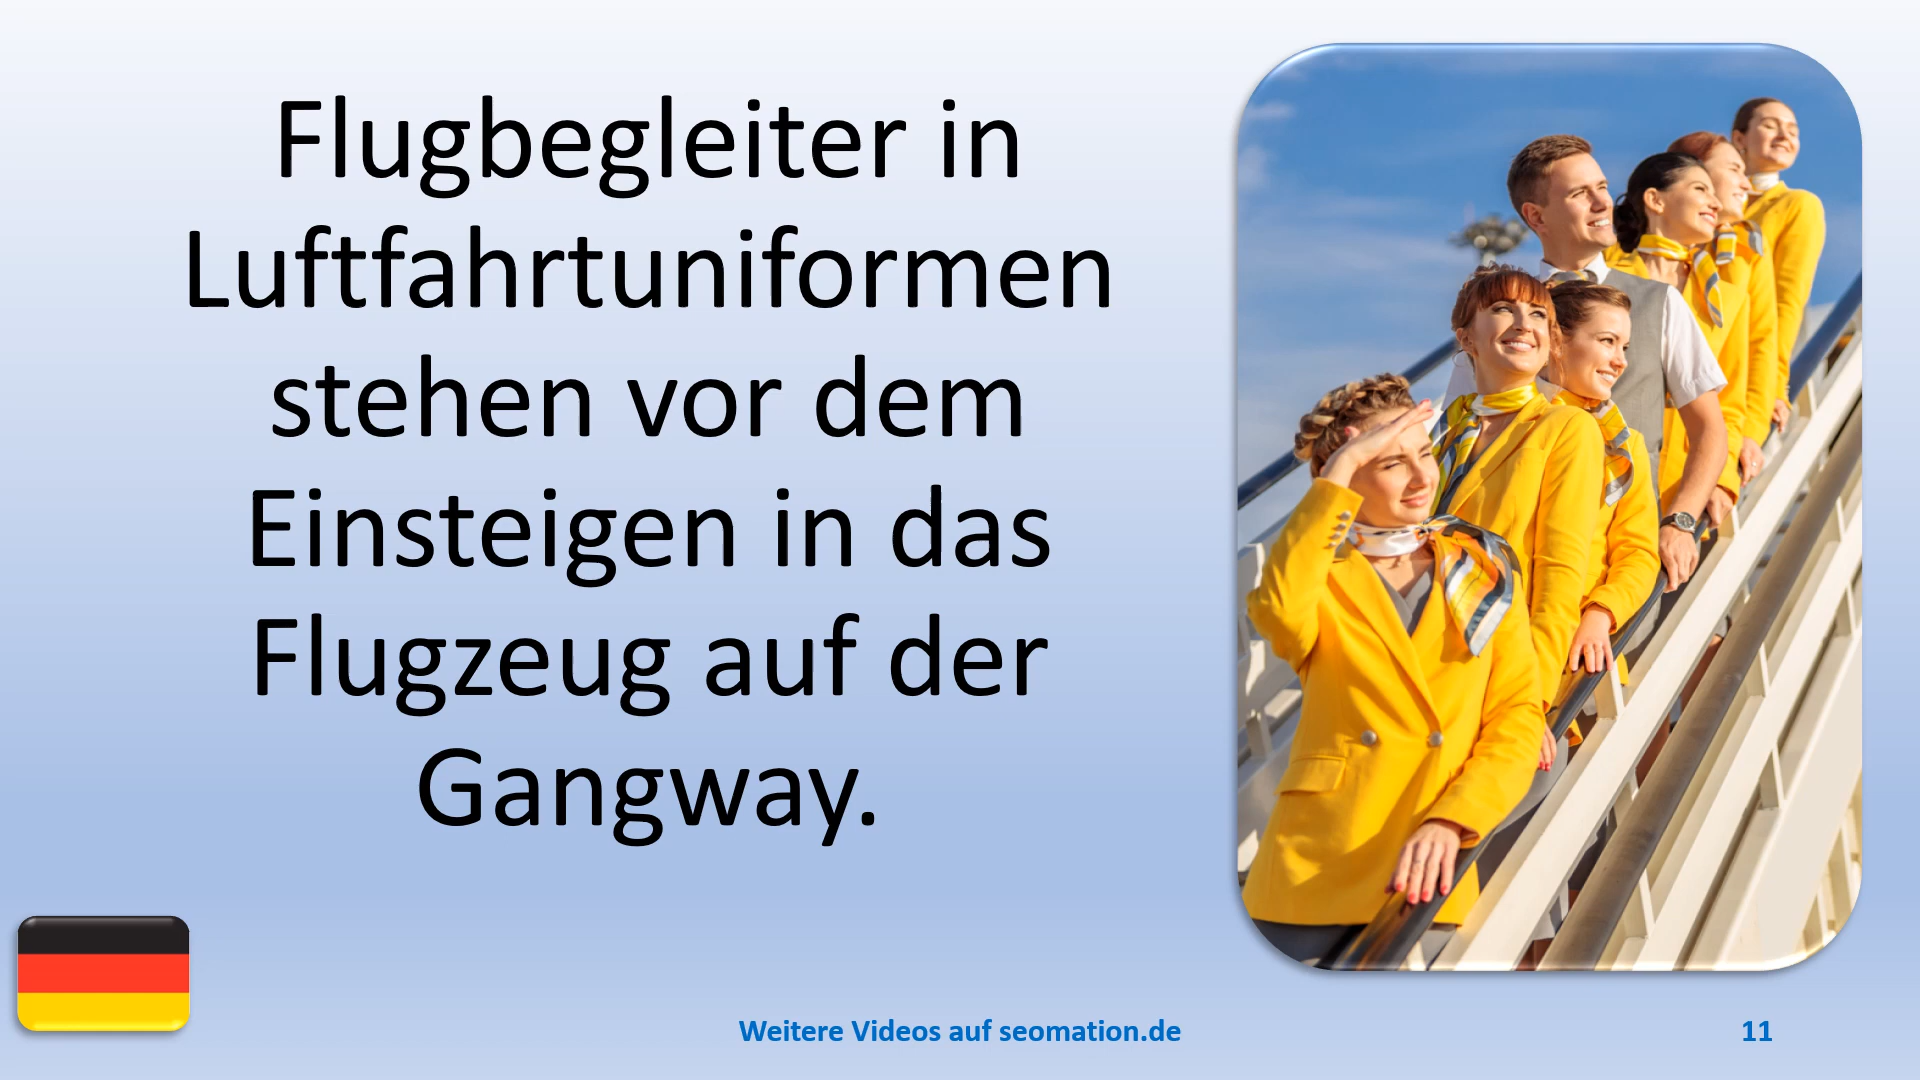 Flugbegleiter in
Luftfahrtuniformen
stehen vor dem
Einsteigen in das
Flugzeug auf der
Gangway.
Weitere Videos auf seomation.de
11